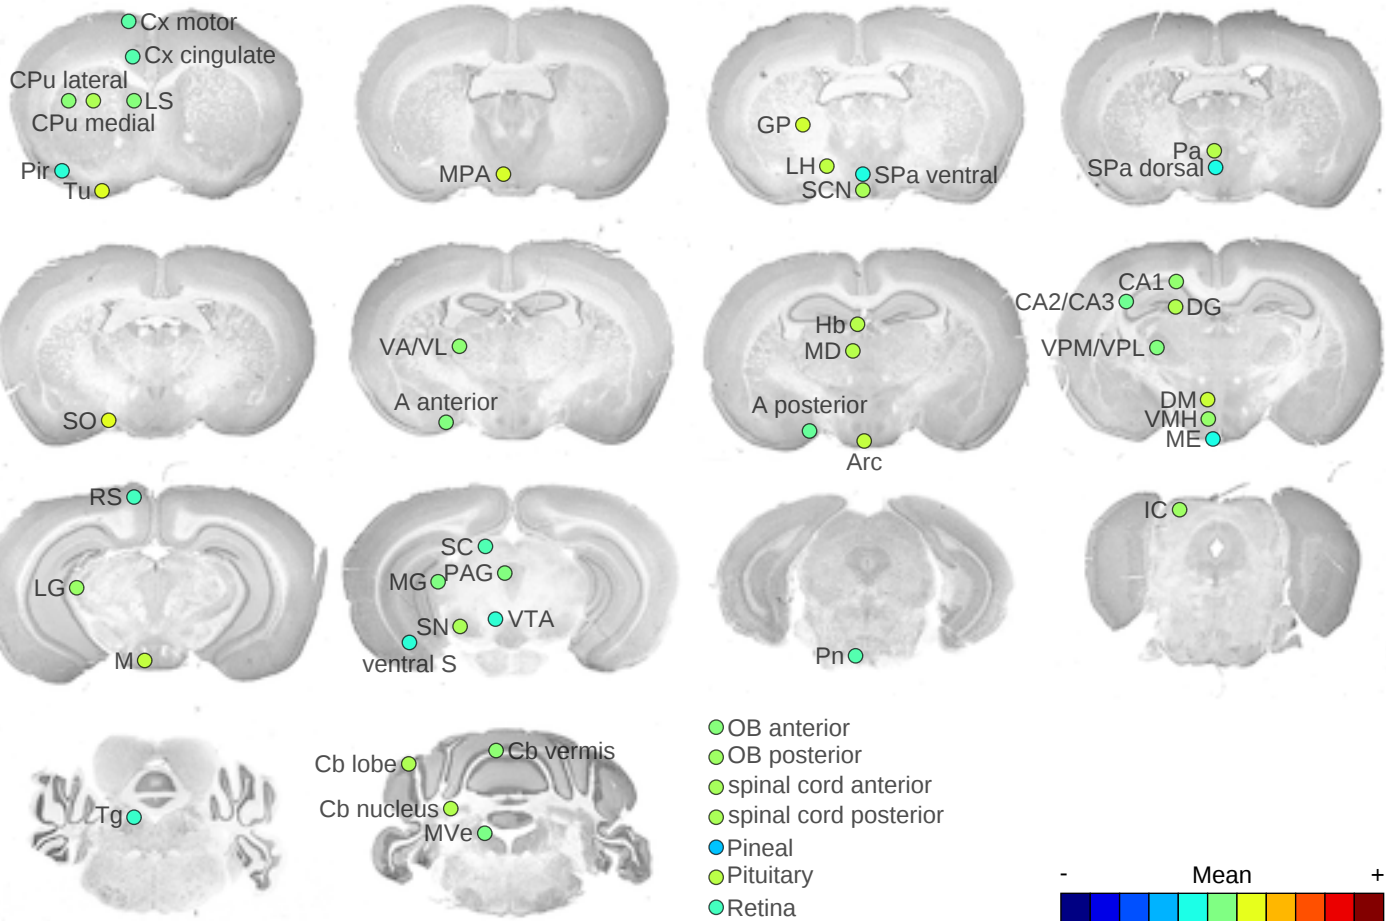 Cx motor
Cx cingulate
CPu lateral
LS
CPu medial
Pir
Tu
MPA
GP
LH
SPa ventral
SCN
Pa
SPa dorsal
SO
VA/VL
A anterior
Hb
MD
A posterior
Arc
CA1
CA2/CA3
DG
VPM/VPL
DM
VMH
ME
RS
LG
M
SC
MG
PAG
SN
VTA
ventral S
Pn
IC
Tg
Cb lobe
Cb vermis
Cb nucleus
MVe
OB anterior
OB posterior
spinal cord anterior
spinal cord posterior
Pineal
Pituitary
Retina
- Mean +